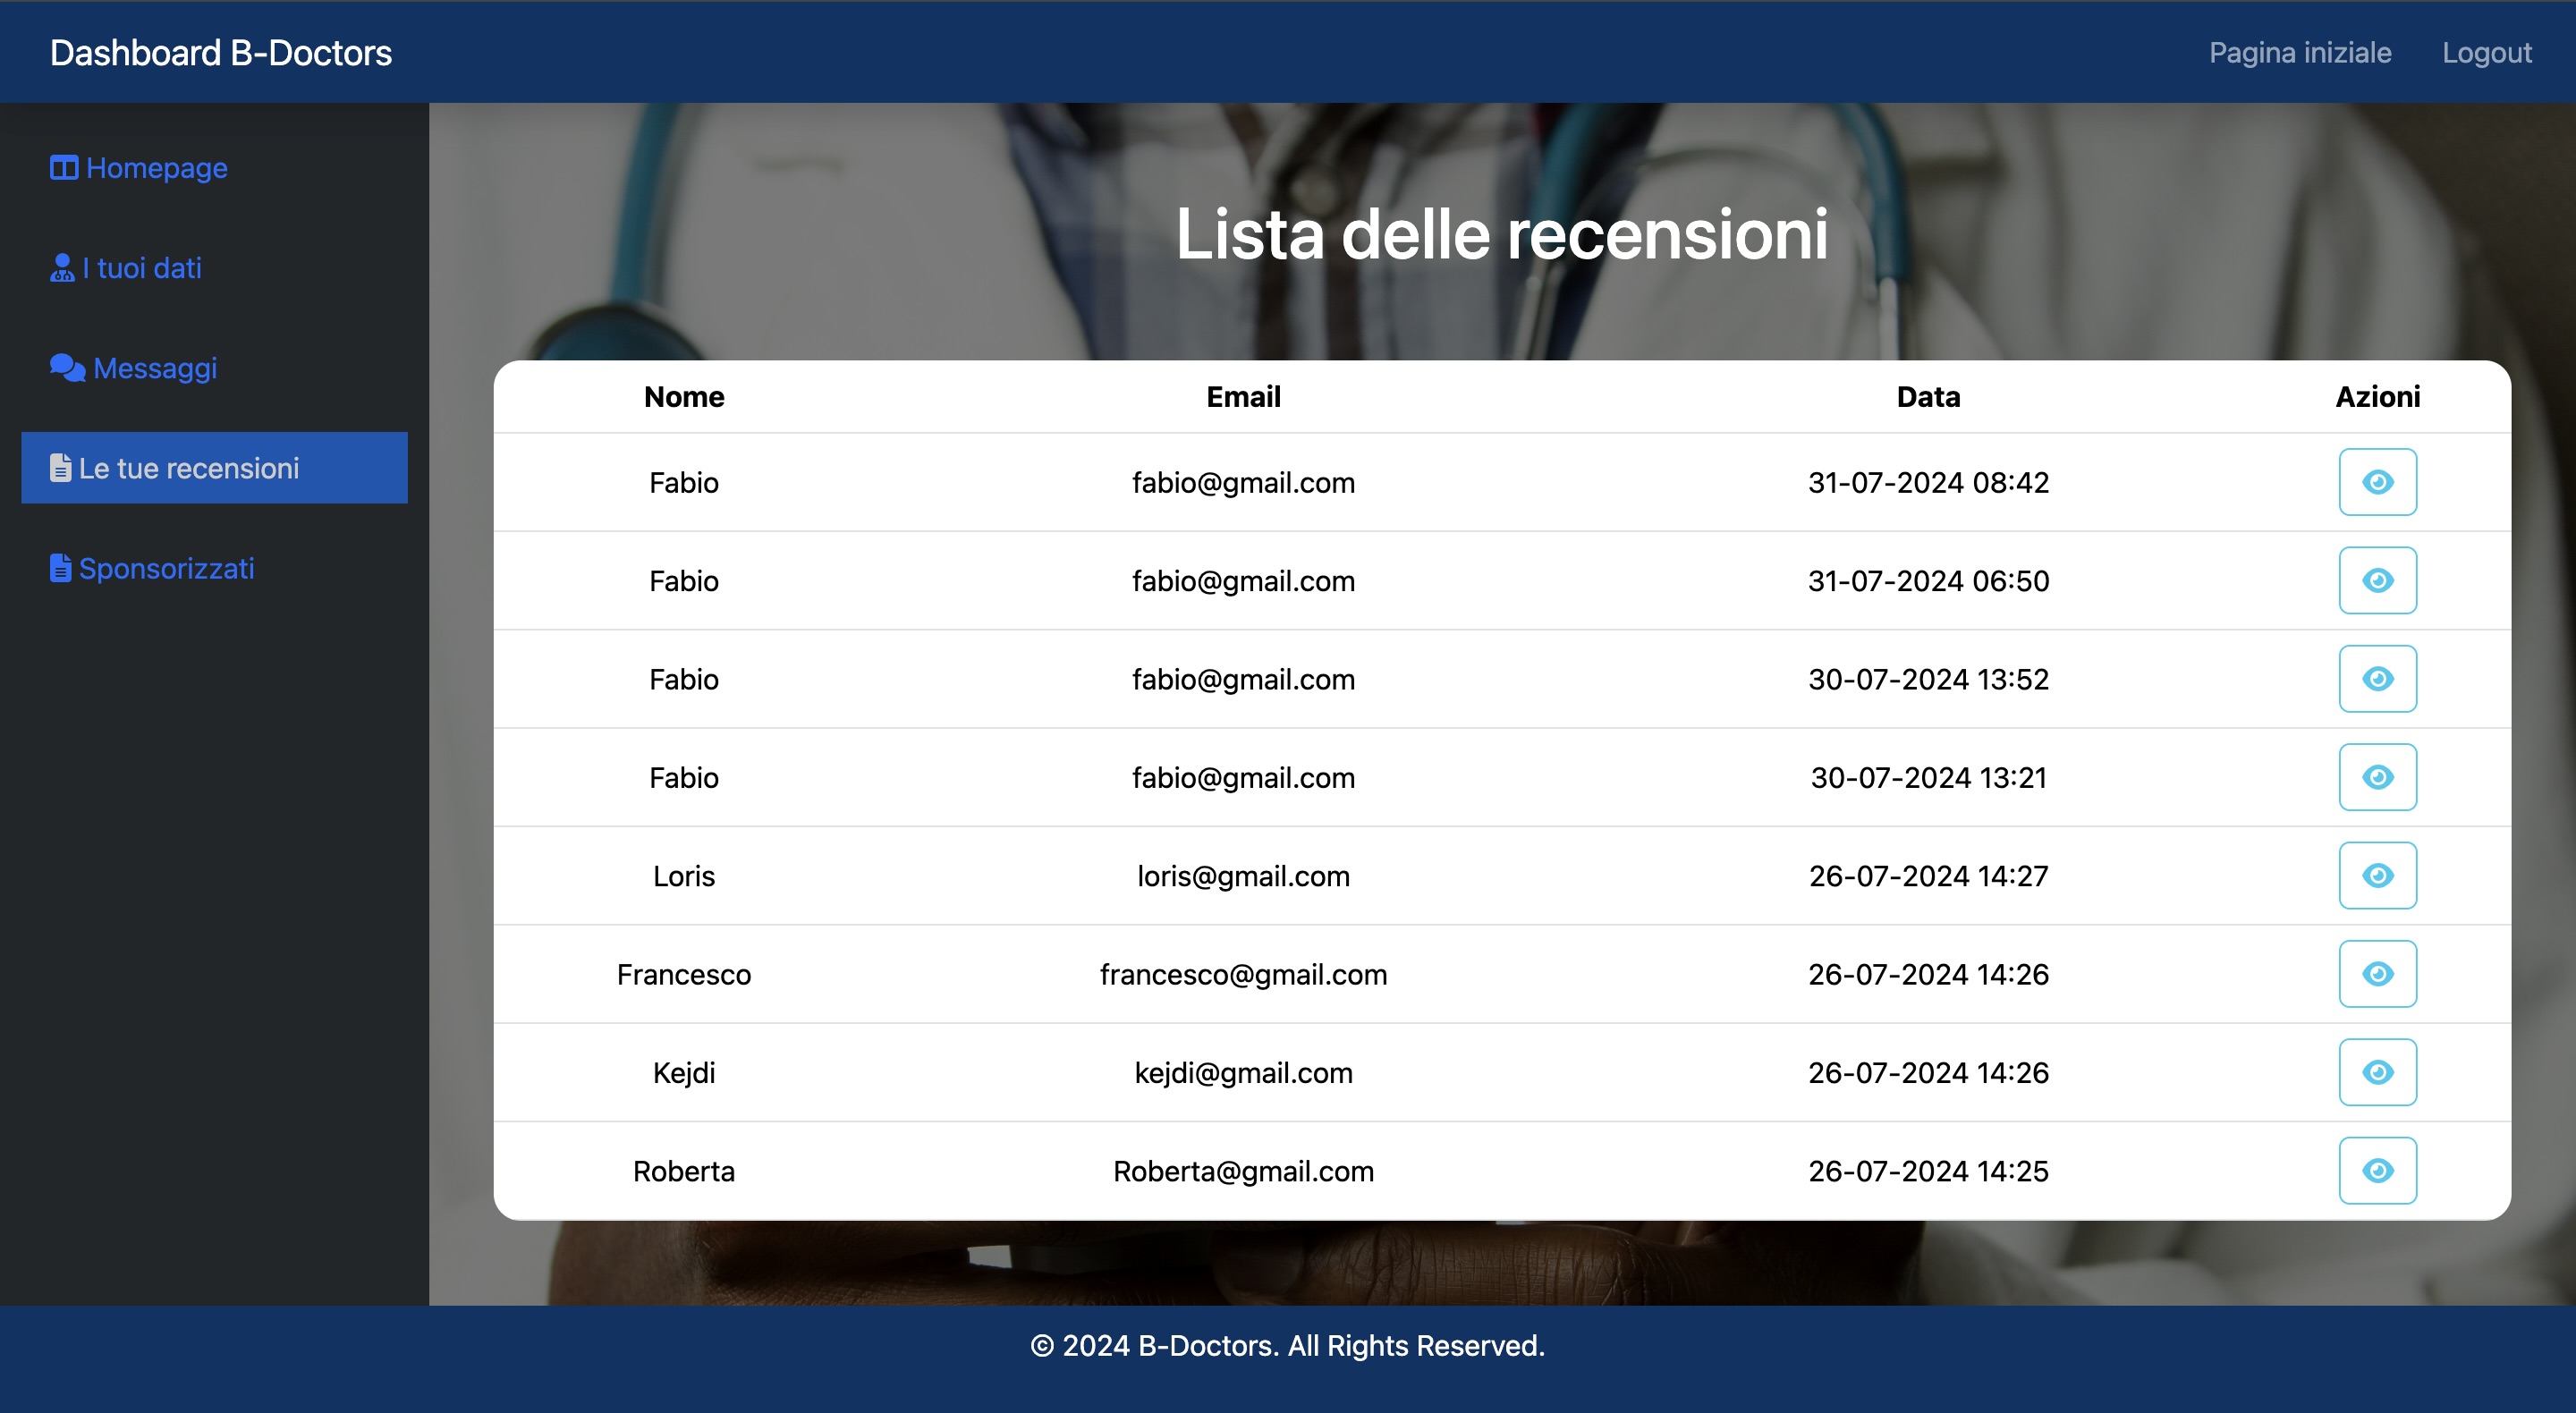 Dashboard B-Doctors
Pagina iniziale Logout
Homepage
I tuoi dati
Messaggi
Le tue recensioni
Sponsorizzati
Lista delle recensioni
Nome Email Data Azioni
Fabio fabio@gmail.com 31-07-2024 08:42
Fabio fabio@gmail.com 31-07-2024 06:50
Fabio fabio@gmail.com 30-07-2024 13:52
Fabio fabio@gmail.com 30-07-2024 13:21
Loris loris@gmail.com 26-07-2024 14:27
Francesco francesco@gmail.com 26-07-2024 14:26
Kejdi kejdi@gmail.com 26-07-2024 14:26
Roberta Roberta@gmail.com 26-07-2024 14:25
© 2024 B-Doctors. All Rights Reserved.